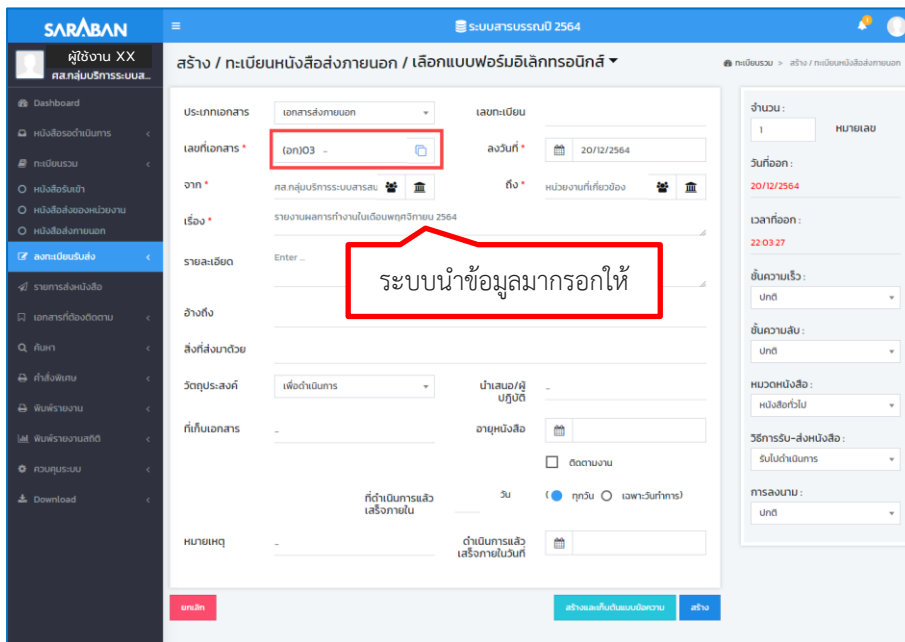 SARABAN
ระบบสารบรรณปี 2564
ผู้ใช้งาน XX
ศส.กลุ่มบริหารระบบส...
สร้าง / ทะเบียนหนังสือส่งภายนอก / เลือกแบบฟอร์มอิเล็กทรอนิกส์
ทะเบียนรวม > สร้าง / ทะเบียนหนังสือส่งภายนอก
Dashboard
หนังสือรอดำเนินการ
ทะเบียนรวม
หนังสือรับเข้า
หนังสือส่งของหน่วยงาน
หนังสือส่งภายนอก
ลงทะเบียนรับส่ง
รายการส่งหนังสือ
เอกสารที่ต้องติดตาม
ค้นหา
คำสั่งพิเศษ
พิมพ์รายงาน
พิมพ์รายงานสถิติ
ควบคุมระบบ
Download
ประเภทเอกสาร เอกสารส่งภายนอก เลขทะเบียน
เลขที่เอกสาร * (อก)03 - ลงวันที่ * 20/12/2564
จาก * ศส.กลุ่มบริหารระบบสารสน ถึง * หน่วยงานที่เกี่ยวข้อง
เรื่อง * รายงานผลการทำงานในเดือนพฤศจิกายน 2564
ระบบนำข้อมูลมากรอกให้
รายละเอียด Enter ...
อ้างถึง
สิ่งที่ส่งมาด้วย
วัตถุประสงค์ เพื่อดำเนินการ นำเสนอ/ผู้ปฏิบัติ -
ที่เก็บเอกสาร - อายุหนังสือ
ติดตามงาน
ที่ดำเนินการแล้วเสร็จภายใน วัน ( ทุกวัน เฉพาะวันทำการ)
หมายเหตุ - ดำเนินการแล้วเสร็จภายในวันที่
ยกเลิก สร้างและเก็บต้นแบบข้อความ สร้าง
จำนวน :
1 หมายเลข
วันที่ออก :
20/12/2564
เวลาที่ออก :
22:03:27
ชั้นความเร็ว :
ปกติ
ชั้นความลับ :
ปกติ
หมวดหนังสือ :
หนังสือทั่วไป
วิธีการรับ-ส่งหนังสือ :
รับไปดำเนินการ
การลงนาม :
ปกติ